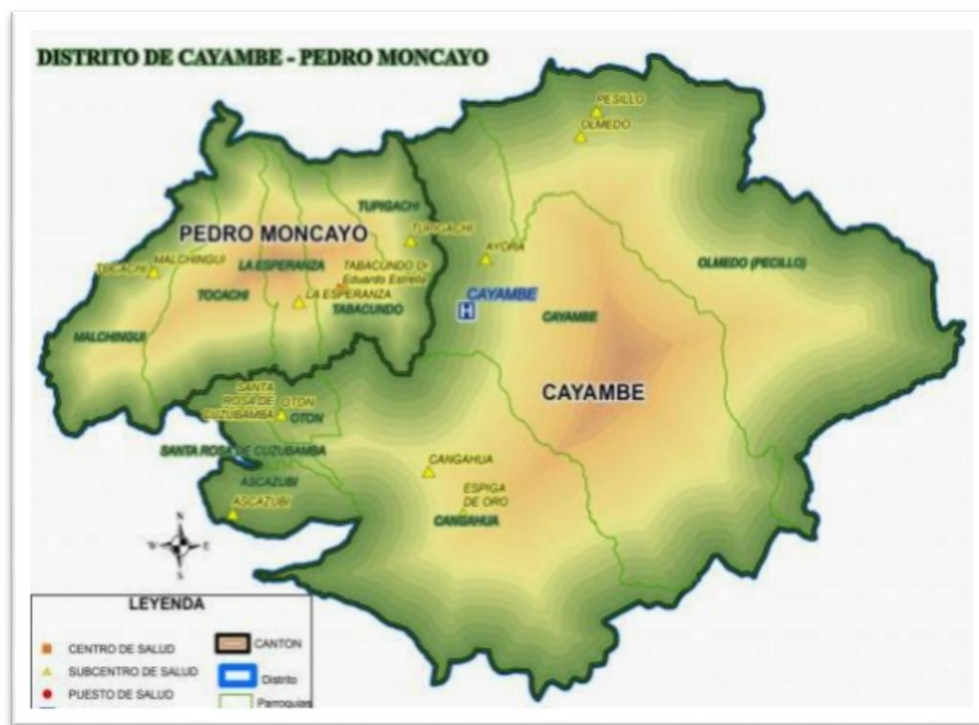 DISTRITO DE CAYAMBE - PEDRO MONCAYO
PESILLO
OLMEDO
TUPIGACHI
TUPIGACHI
PEDRO MONCAYO
AYORA
TOCACHI
MALCHINGUI
LA ESPERANZA
TABACUNDO DI
Eduardo Estrella
OLMEDO (PECILLO)
TOCACHI
LA ESPERANZA
TABACUNDO
CAYAMBE
H
CAYAMBE
MALCHINGUI
CAYAMBE
SANTA
ROSA DE
CUZUBAMBA
OTON
OTON
SANTA ROSA DE CUZUBAMBA
CANGAHUA
ASCAZUBI
ESPIGA
DE ORO
ASCAZUBI
CANGAHUA
N
W
E
S
LEYENDA
CENTRO DE SALUD
CANTON
SUBCENTRO DE SALUD
Distrito
PUESTO DE SALUD
Parroquias